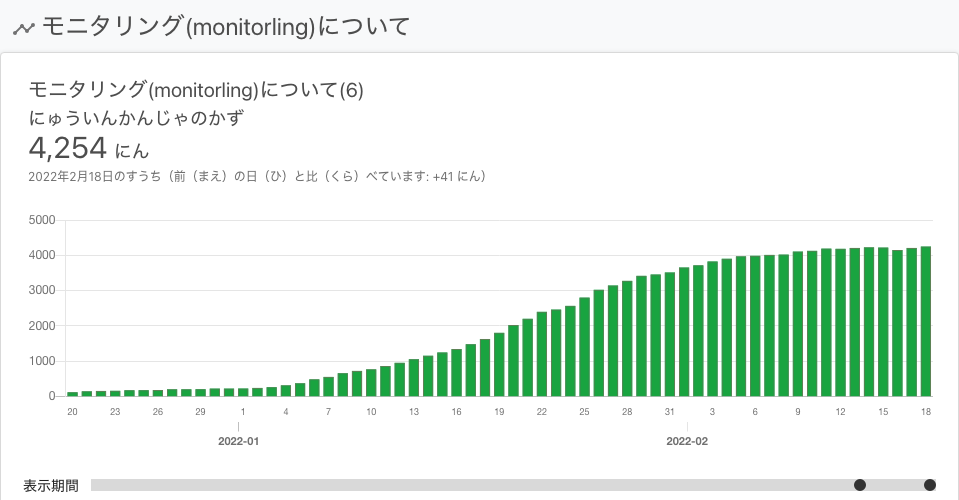 モニタリング(monitorling)について
モニタリング(monitorling)について(6)
にゅういんかんじゃのかず
4,254 にん
2022年2月18日のすうち（前（まえ）の日（ひ）と比（くら）べています: +41 にん）
5000
4000
3000
2000
1000
0
20 23 26 29 1 4 7 10 13 16 19 22 25 28 31 3 6 9 12 15 18
2022-01 2022-02
表示期間